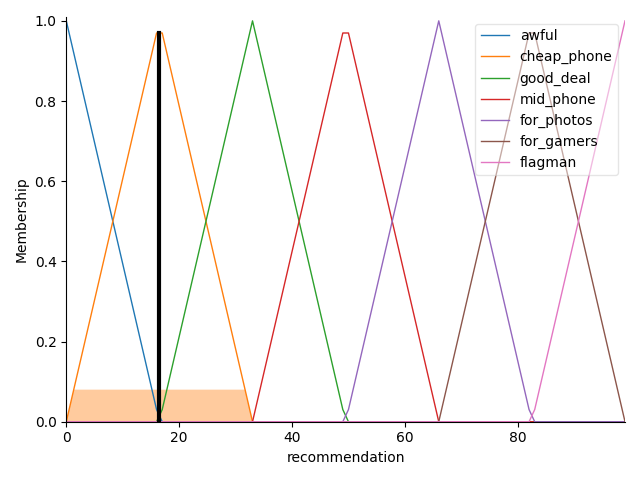 1.0
0.8
0.6
0.4
0.2
0.0
Membership
0 20 40 60 80
recommendation
awful
cheap_phone
good_deal
mid_phone
for_photos
for_gamers
flagman